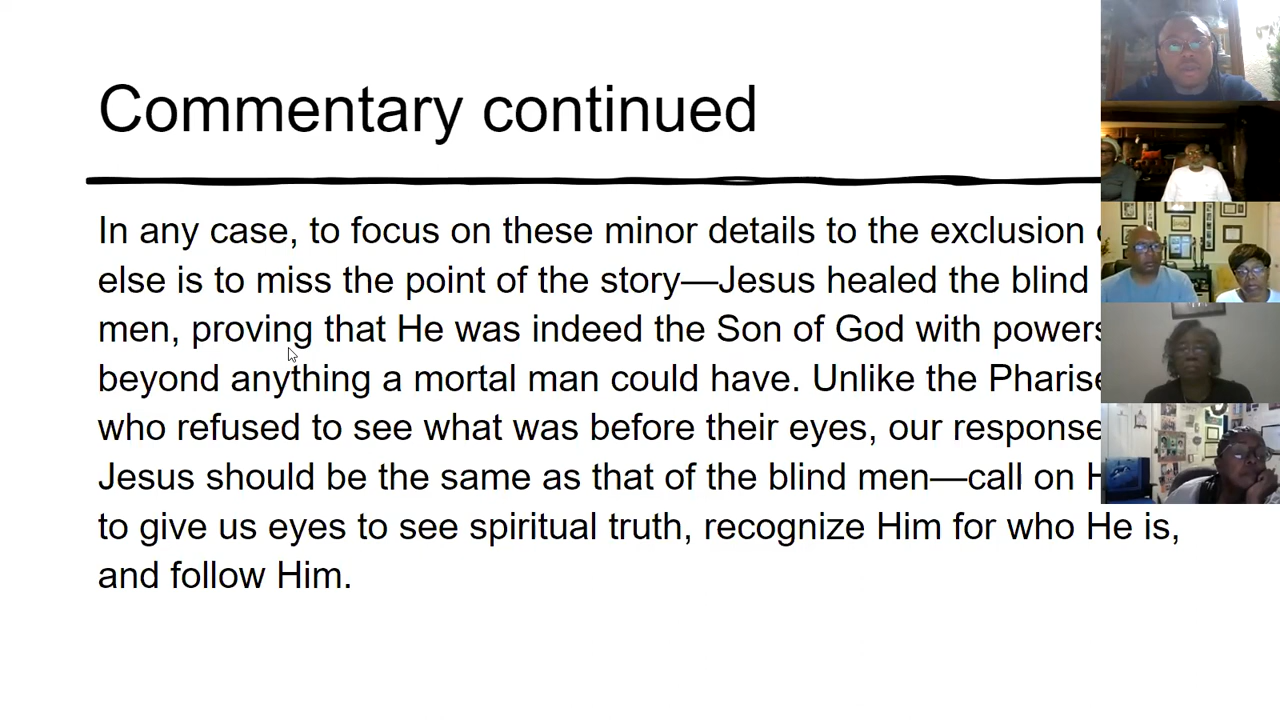 Commentary continued
In any case, to focus on these minor details to the exclusion
else is to miss the point of the story—Jesus healed the blind
men, proving that He was indeed the Son of God with powers
beyond anything a mortal man could have. Unlike the
who refused to see what was before their eyes, our response
Jesus should be the same as that of the blind men—call on
to give us eyes to see spiritual truth, recognize Him for who He is,
and follow Him.